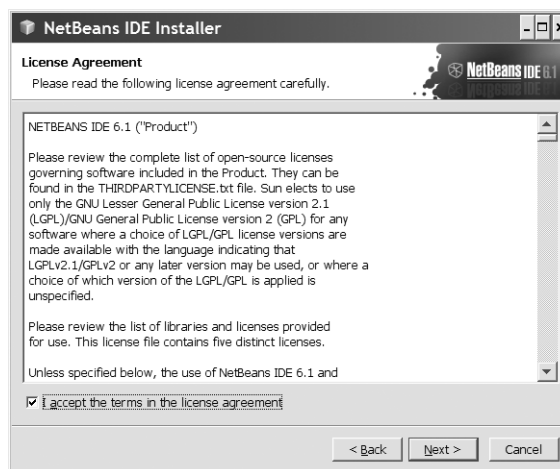 NetBeans IDE Installer
License Agreement
Please read the following license agreement carefully.
NetBeans IDE 6.1
NETBEANS IDE 6.1 ("Product")
Please review the complete list of open-source licenses
governing software included in the Product. They can be
found in the THIRDPARTYLICENSE.txt file. Sun elects to use
only the GNU Lesser General Public License version 2.1
(LGPL)/GNU General Public License version 2 (GPL) for any
software where a choice of LGPL/GPL license versions are
made available with the language indicating that
LGPLv2.1/GPLv2 or any later version may be used, or where a
choice of which version of the LGPL/GPL is applied is
unspecified.
Please review the list of libraries and licenses provided
for use. This license file contains five distinct licenses.
Unless specified below, the use of NetBeans IDE 6.1 and
I accept the terms in the license agreement
< Back
Next >
Cancel